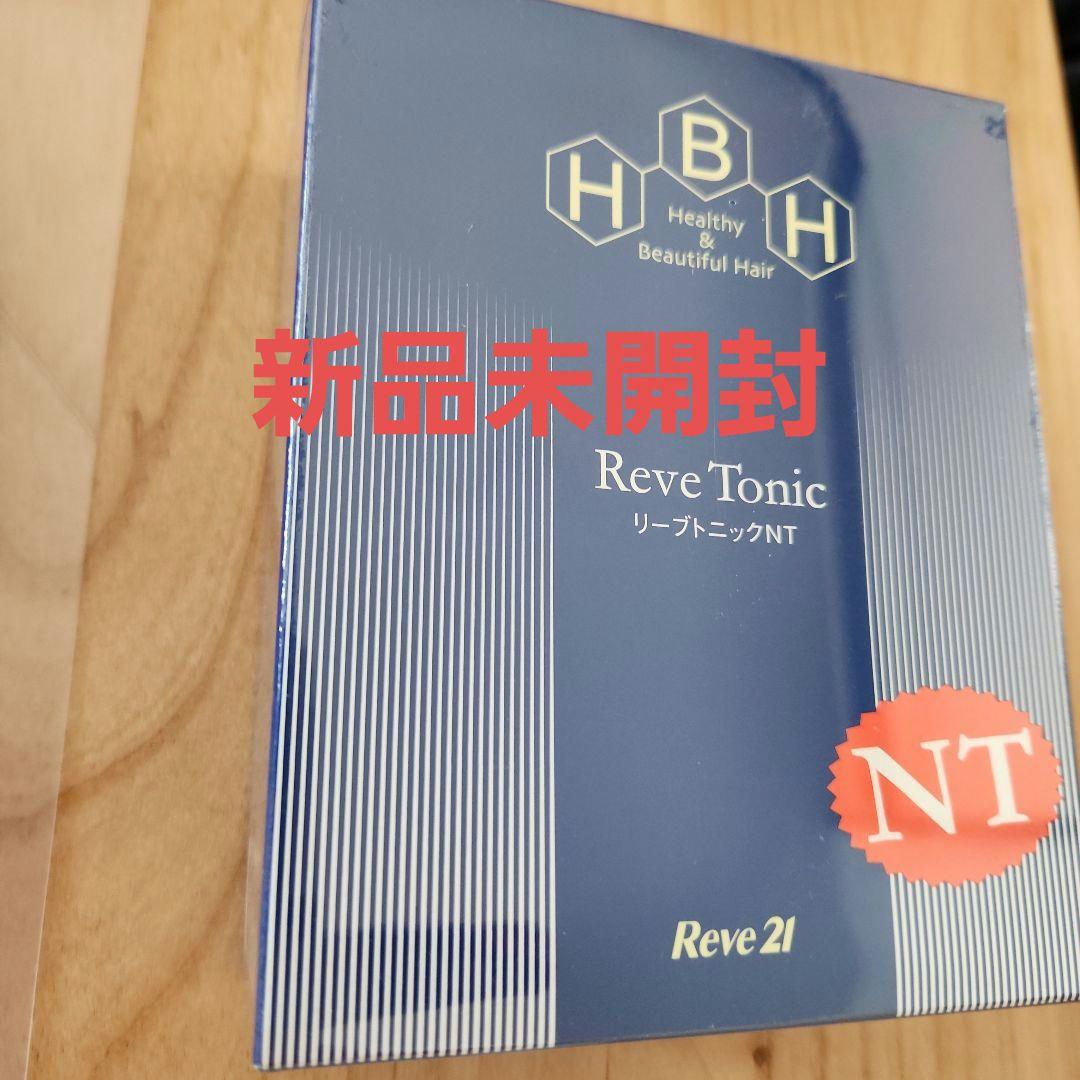 H B H
Healthy
&
Beautiful Hair
新品未開封
Reve Tonic
リーブトニックNT
NT
Reve 21